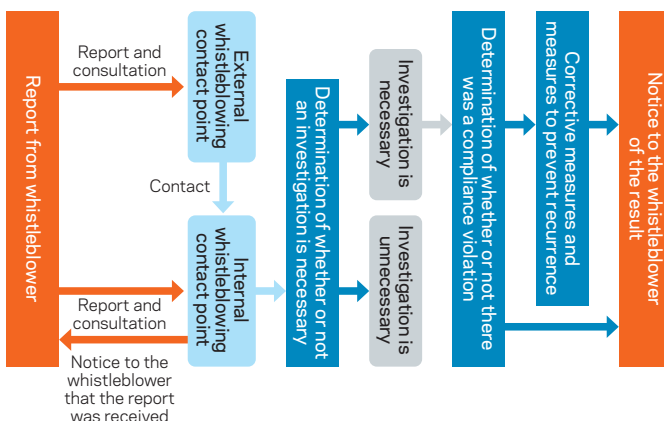 Report from whistleblower
Report and
consultation
External
whistleblowing
contact point
Contact
Internal
whistleblowing
contact point
Report and
consultation
Notice to the
whistleblower
that the report
was received
Determination of whether or not
an investigation is necessary
Investigation is
necessary
Investigation is
unnecessary
Determination of whether or not there
was a compliance violation
Corrective measures and
measures to prevent recurrence
Notice to the whistleblower
of the result